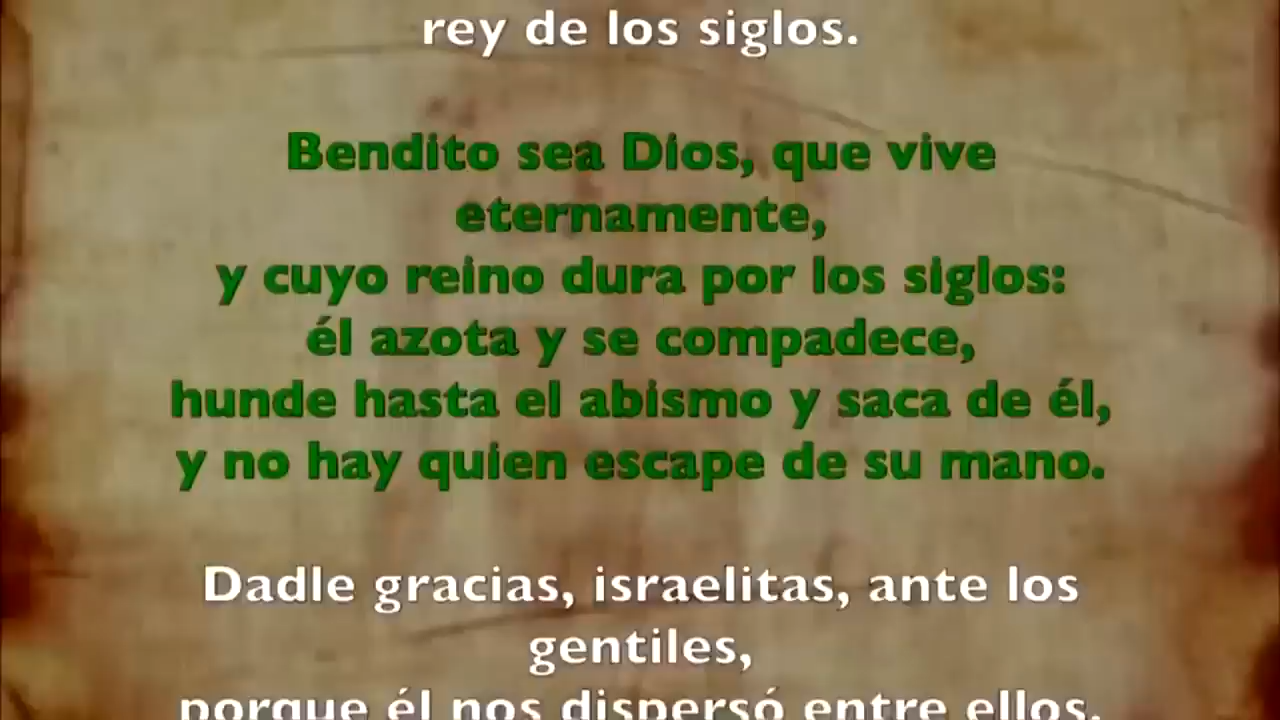 rey de los siglos.
Bendito sea Dios, que vive
eternamente,
y cuyo reino dura por los siglos:
él azota y se compadece,
hunde hasta el abismo y saca de él,
y no hay quien escape de su mano.
Dadle gracias, israelitas, ante los
gentiles,
porque él nos dispersó entre ellos.